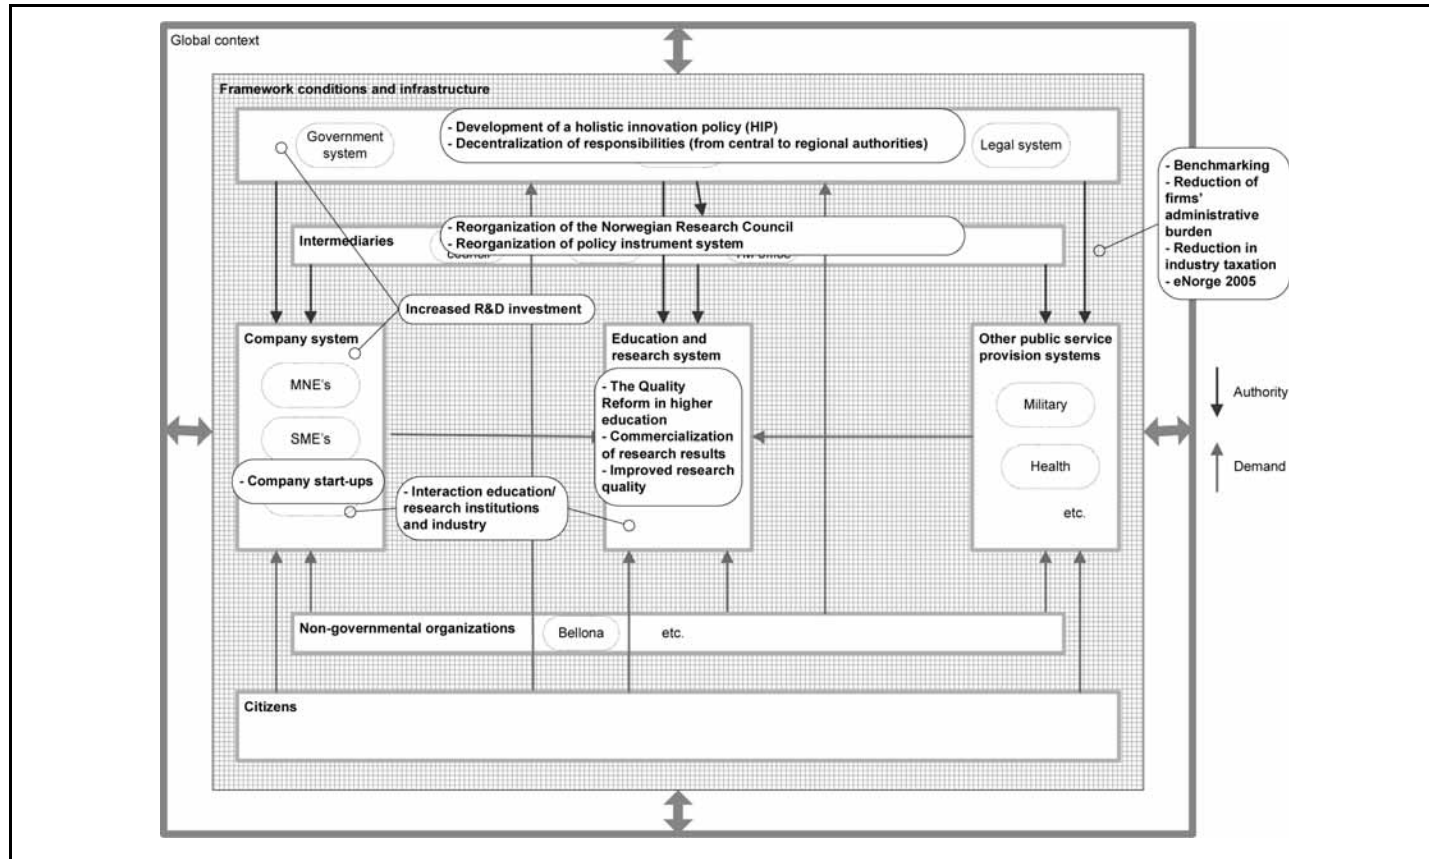 Global context
Framework conditions and infrastructure
Government
system
- Development of a holistic innovation policy (HIP)
- Decentralization of responsibilities (from central to regional authorities)
Legal system
- Benchmarking
- Reduction of
firms'
administrative
burden
- Reduction in
industry taxation
- eNorge 2005
Intermediaries
- Reorganization of the Norwegian Research Council
- Reorganization of policy instrument system
Increased R&D investment
Company system
MNE's
SME's
- Company start-ups
- Interaction education/
research institutions
and industry
Education and
research system
- The Quality
Reform in higher
education
- Commercialization
of research results
- Improved research
quality
Other public service
provision systems
Military
Health
etc.
Authority
Demand
Non-governmental organizations
Bellona
etc.
Citizens